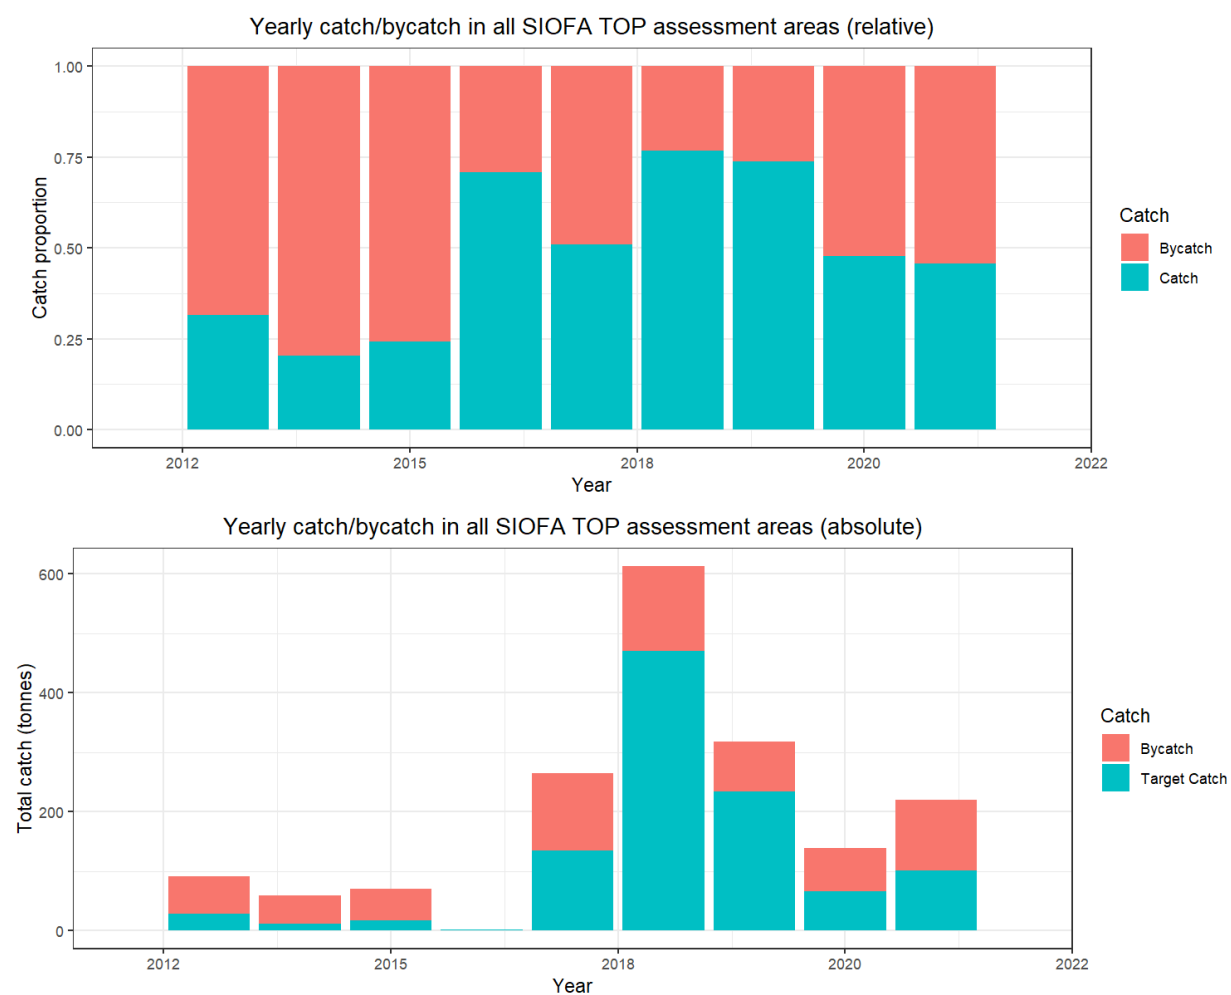 Yearly catch/bycatch in all SIOFA TOP assessment areas (relative)
1.00
0.75
0.50
0.25
0.00
Catch proportion
2012 2015 2018 2020 2022
Year
Catch
Bycatch
Catch
Yearly catch/bycatch in all SIOFA TOP assessment areas (absolute)
600
400
200
0
Total catch (tonnes)
2012 2015 2018 2020 2022
Year
Catch
Bycatch
Target Catch